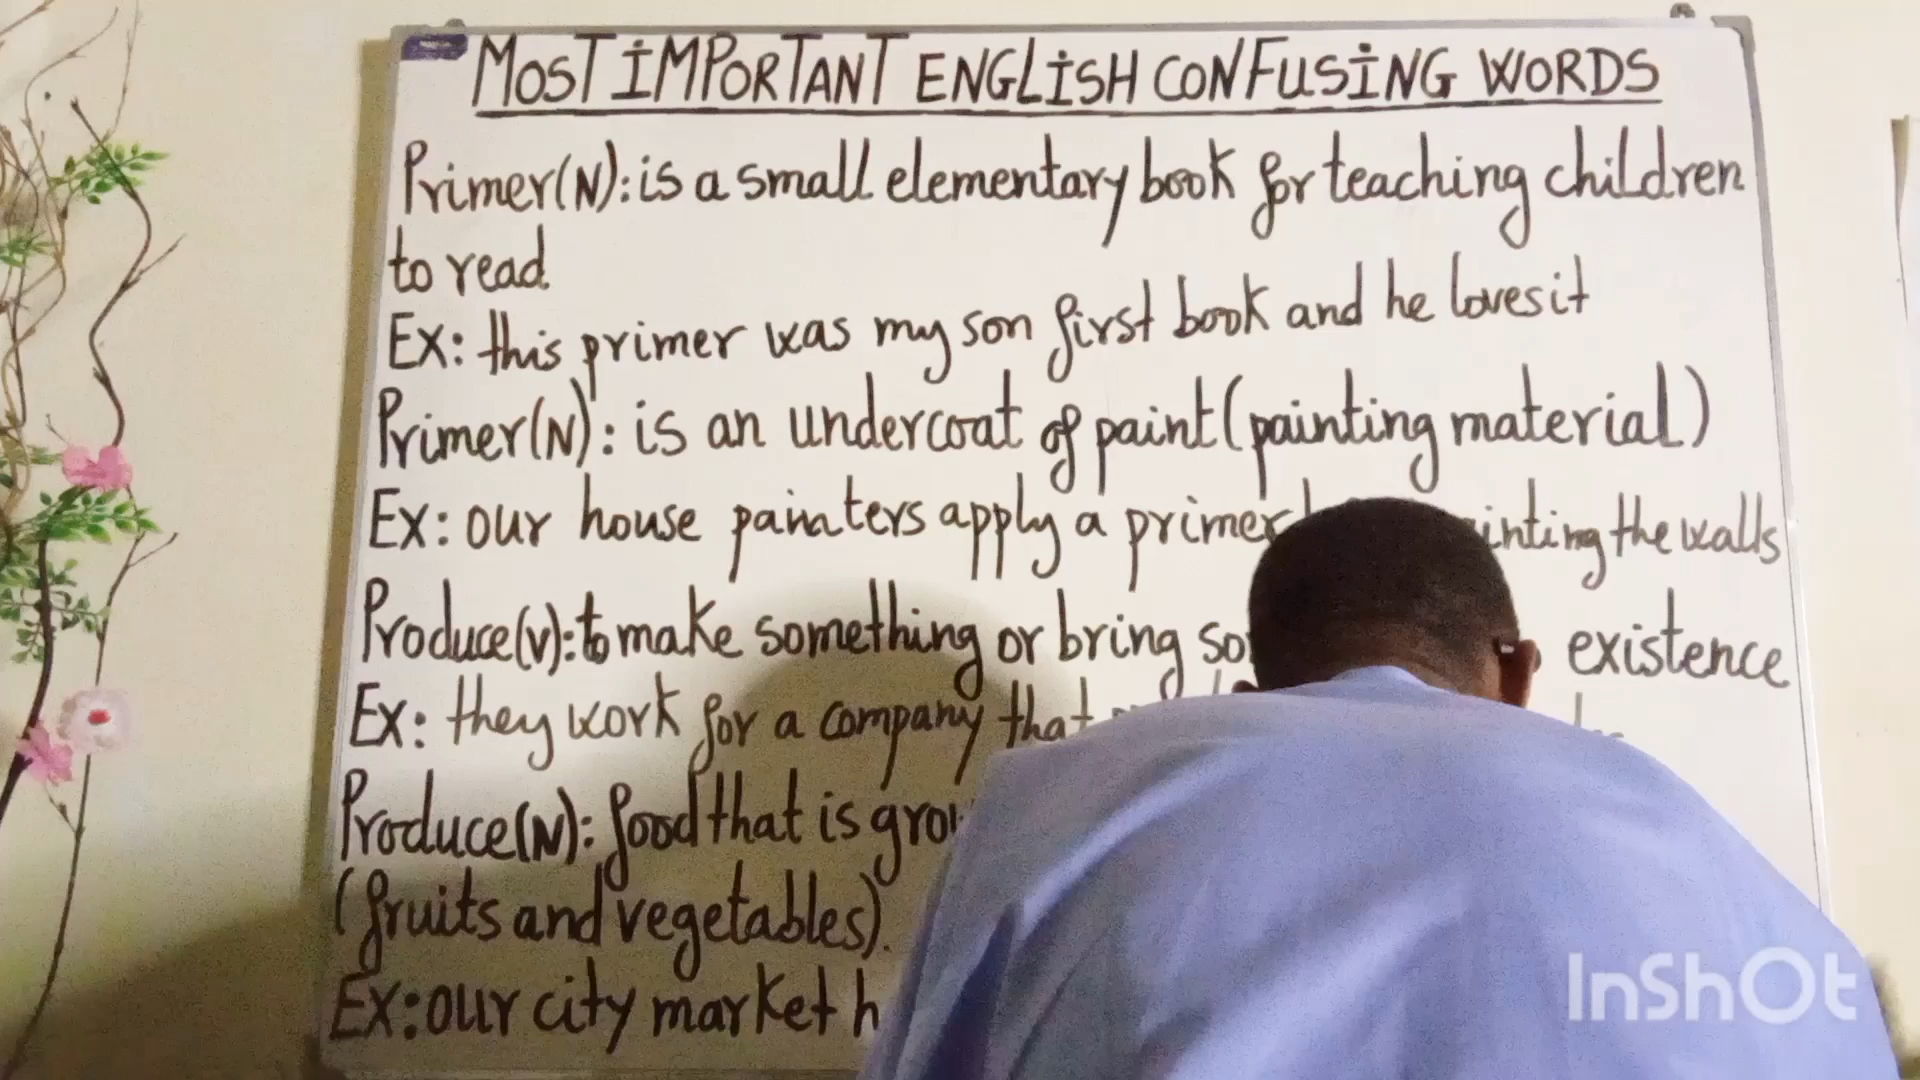 MOST IMPORTANT ENGLISH CONFUSING WORDS
Primer(N): is a small elementary book for teaching children
to read
Ex: this primer was my son first book and he loves it
Primer(N): is an undercoat of paint (painting material)
Ex: our house painters apply a primer the walls
Produce(v): to make something or bring existence
Ex: they work for a company that
Produce(N): food that is
(fruits and vegetables).
Ex: our city market
InShOt